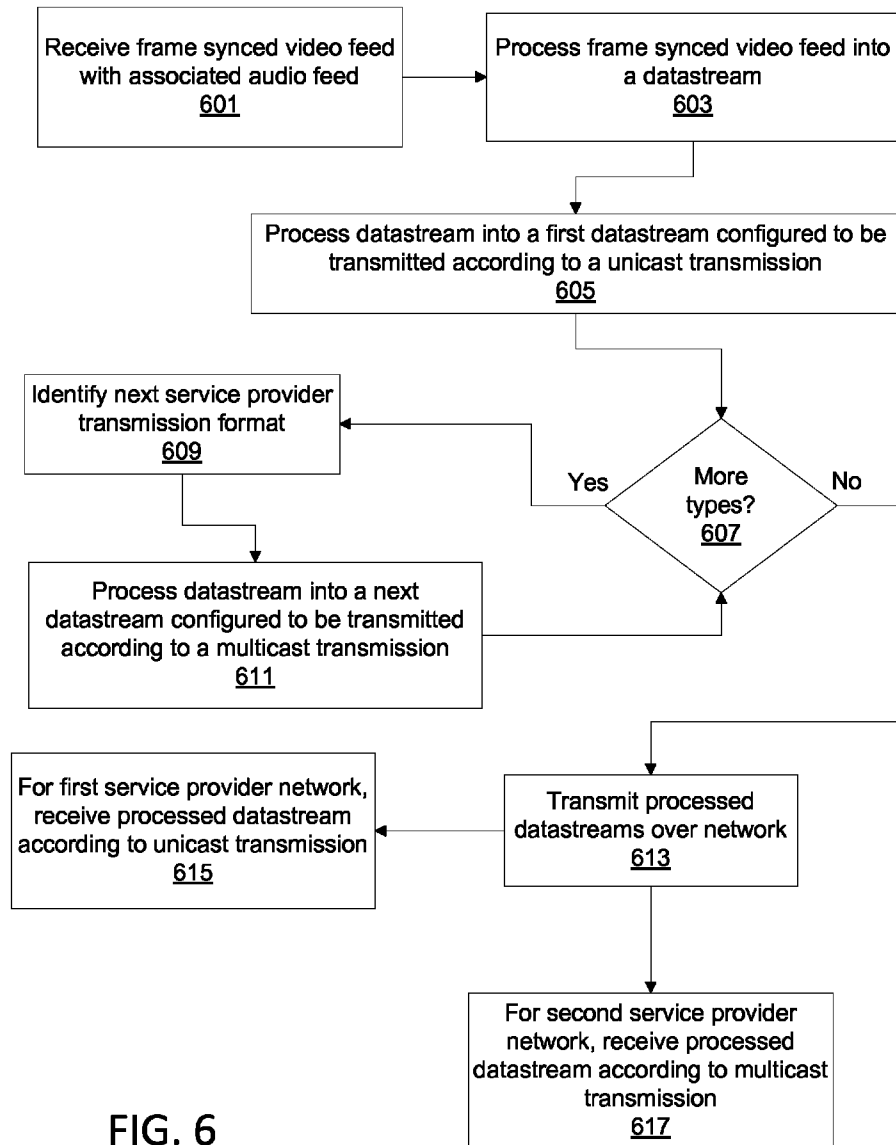 Receive frame synced video feed
with associated audio feed
601
Process frame synced video feed into
a datastream
603
Process datastream into a first datastream configured to be
transmitted according to a unicast transmission
605
Identify next service provider
transmission format
609
Yes
More
types?
607
No
Process datastream into a next
datastream configured to be transmitted
according to a multicast transmission
611
For first service provider network,
receive processed datastream
according to unicast transmission
615
Transmit processed
datastreams over network
613
For second service provider
network, receive processed
datastream according to multicast
transmission
617
FIG. 6